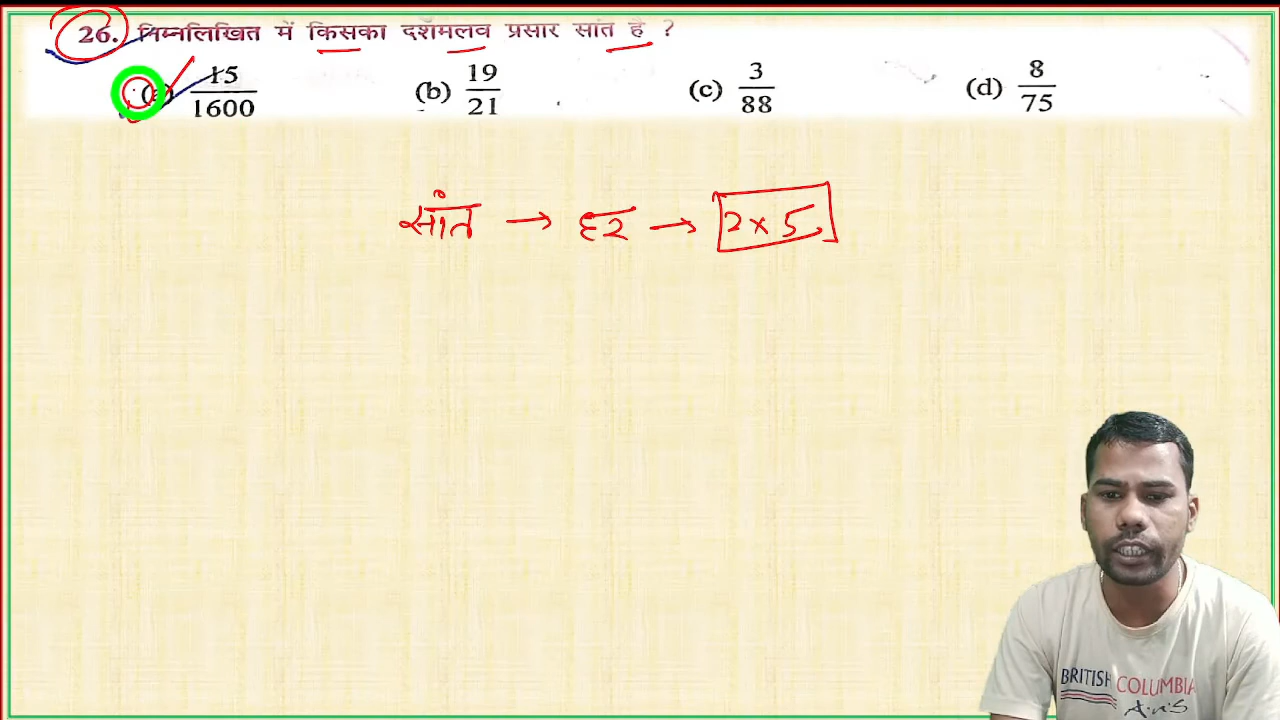 26. निम्नलिखित में किसका दशमलव प्रसार सांत है ?
(a) 15/1600 (b) 19/21 (c) 3/88 (d) 8/75
सांत → हर → 2 × 5
BRITISH COLUMBIA